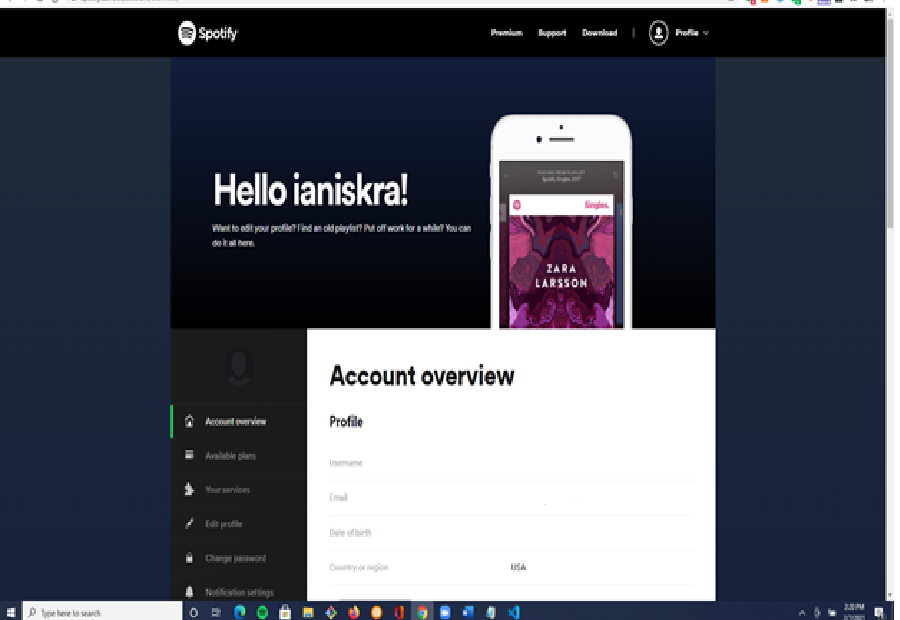 Spotify
Premium Support Download | Profile
Hello ianiskra!
Want to edit your profile? Find an old playlist? Put off work for a while? You can
do it all here.
PLAYING FROM PLAYLIST
Spotify Singles 2017
Singles.
ZARA
LARSSON
Account overview
Available plans
Your services
Edit profile
Change password
Notification settings
Account overview
Profile
Username
Email
Date of birth
Country or region USA
Type here to search
2:20 PM